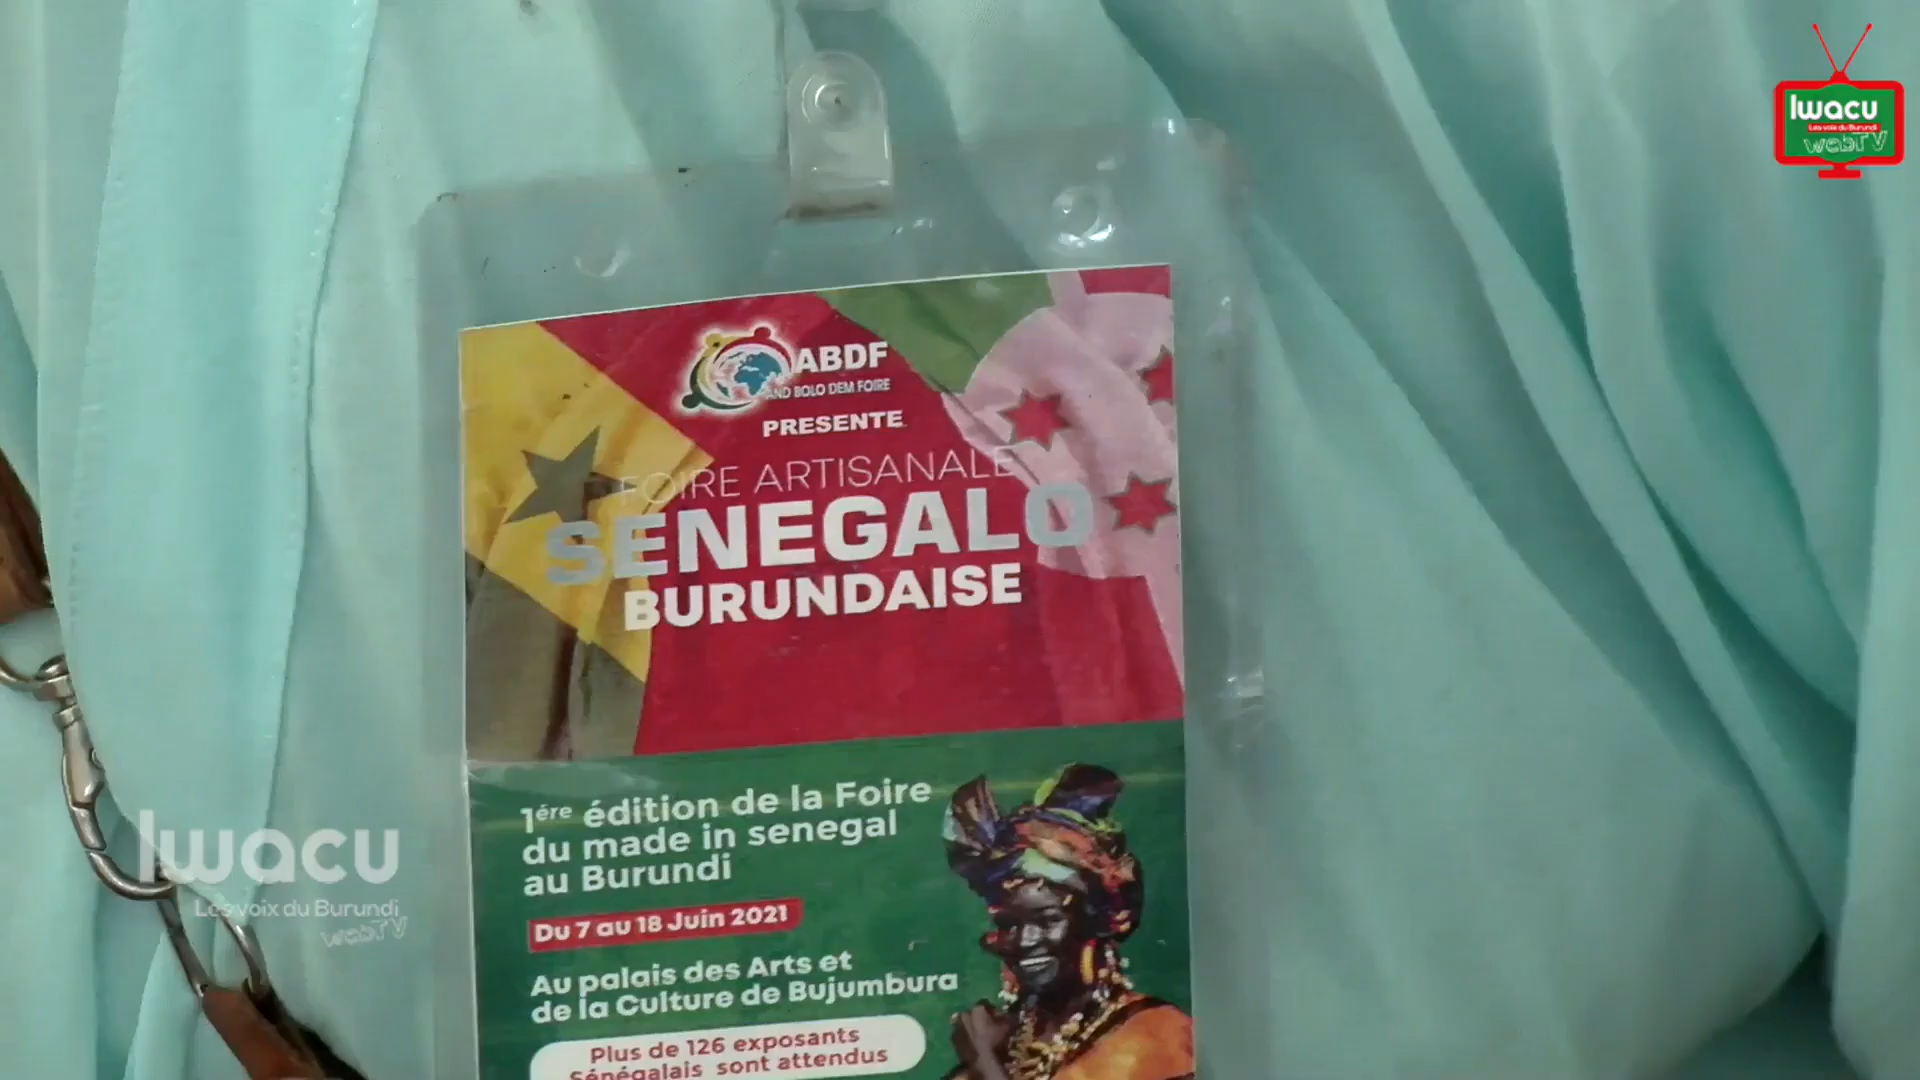 Iwacu
Les voix du Burundi
webTV
ABDF
AND BOLO DEM FOIRE
PRESENTE
FOIRE ARTISANALE
SENEGALO
BURUNDAISE
1ére édition de la Foire
du made in senegal
au Burundi
Du 7 au 18 Juin 2021
Au palais des Arts et
de la Culture de Bujumbura
Plus de 126 exposants
Sénégalais sont attendus
Iwacu
Les voix du Burundi
webTV